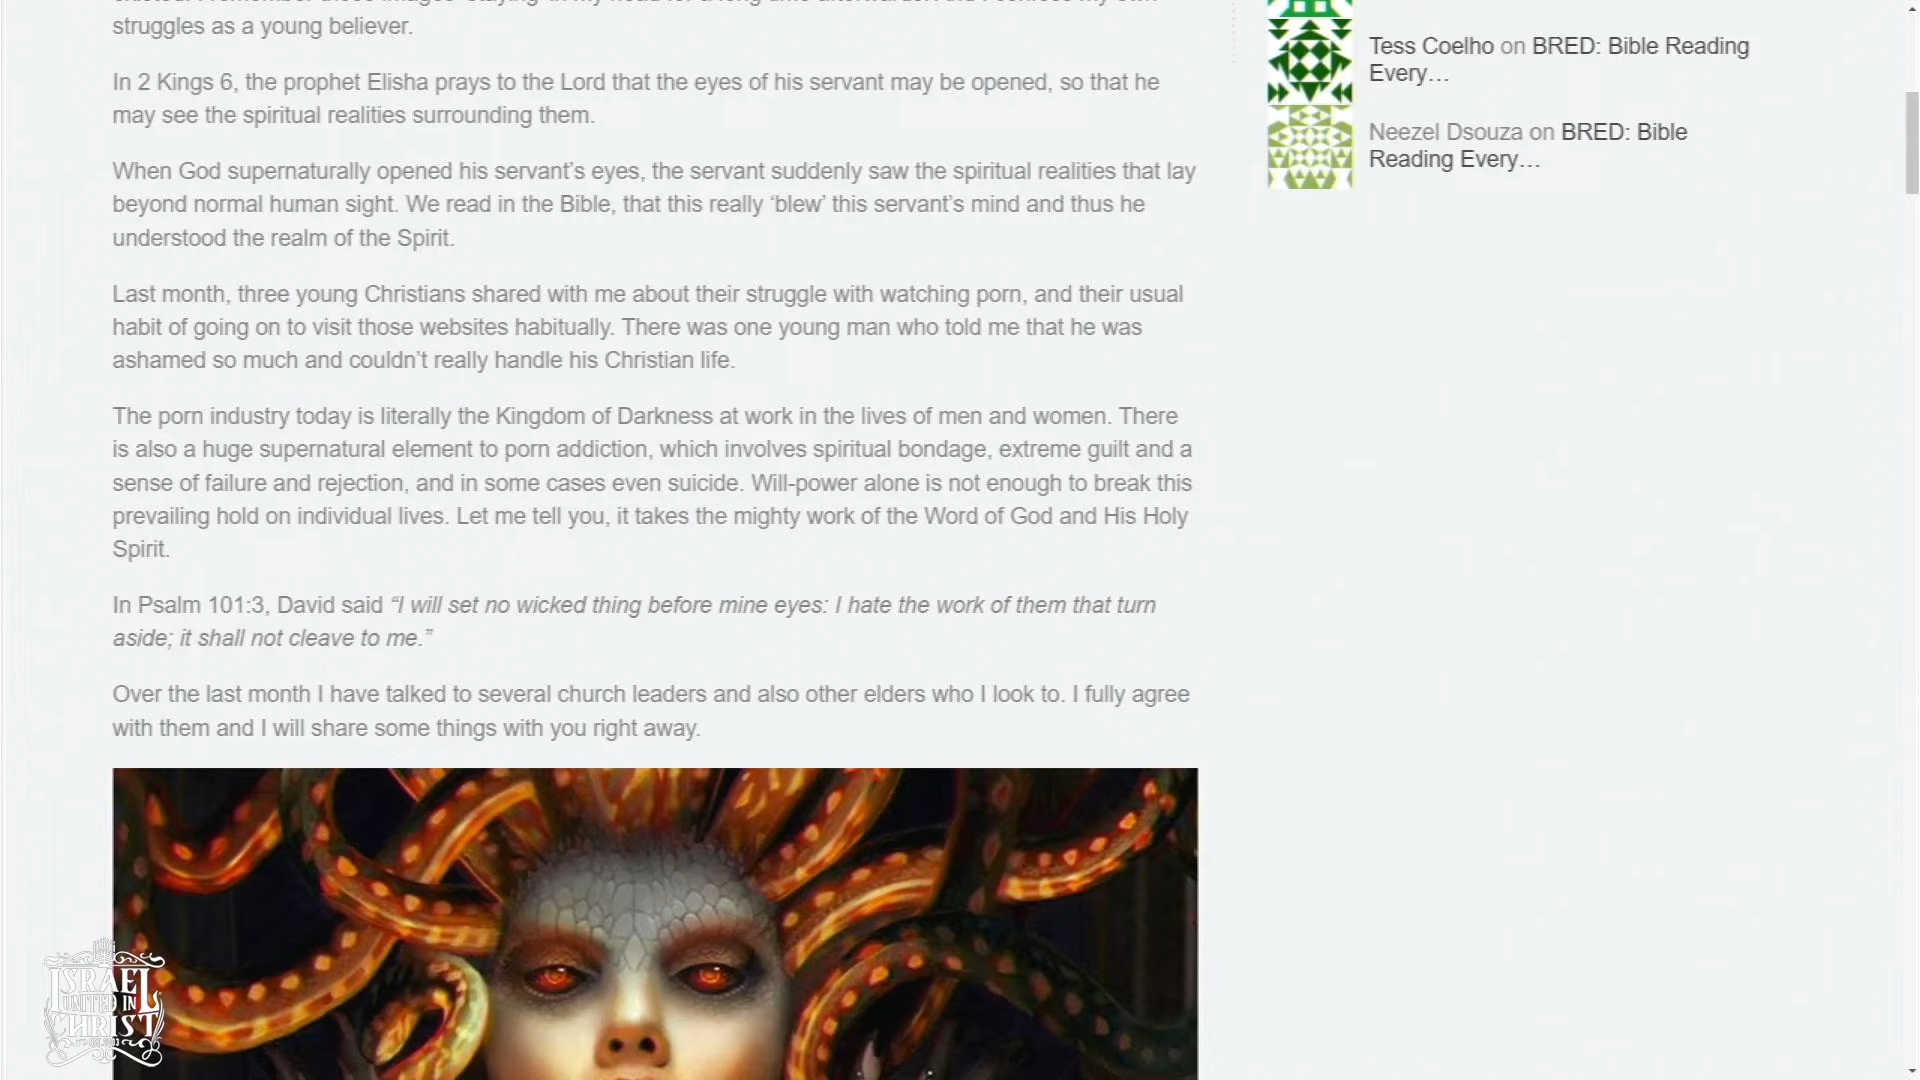 struggles as a young believer.
In 2 Kings 6, the prophet Elisha prays to the Lord that the eyes of his servant may be opened, so that he
may see the spiritual realities surrounding them.
When God supernaturally opened his servant’s eyes, the servant suddenly saw the spiritual realities that lay
beyond normal human sight. We read in the Bible, that this really ‘blew’ this servant’s mind and thus he
understood the realm of the Spirit.
Last month, three young Christians shared with me about their struggle with watching porn, and their usual
habit of going on to visit those websites habitually. There was one young man who told me that he was
ashamed so much and couldn’t really handle his Christian life.
The porn industry today is literally the Kingdom of Darkness at work in the lives of men and women. There
is also a huge supernatural element to porn addiction, which involves spiritual bondage, extreme guilt and a
sense of failure and rejection, and in some cases even suicide. Will-power alone is not enough to break this
prevailing hold on individual lives. Let me tell you, it takes the mighty work of the Word of God and His Holy
Spirit.
In Psalm 101:3, David said “I will set no wicked thing before mine eyes: I hate the work of them that turn
aside; it shall not cleave to me.”
Over the last month I have talked to several church leaders and also other elders who I look to. I fully agree
with them and I will share some things with you right away.
Tess Coelho on BRED: Bible Reading
Every…
Neezel Dsouza on BRED: Bible
Reading Every…
ISRAEL
UNITED IN
CHRIST